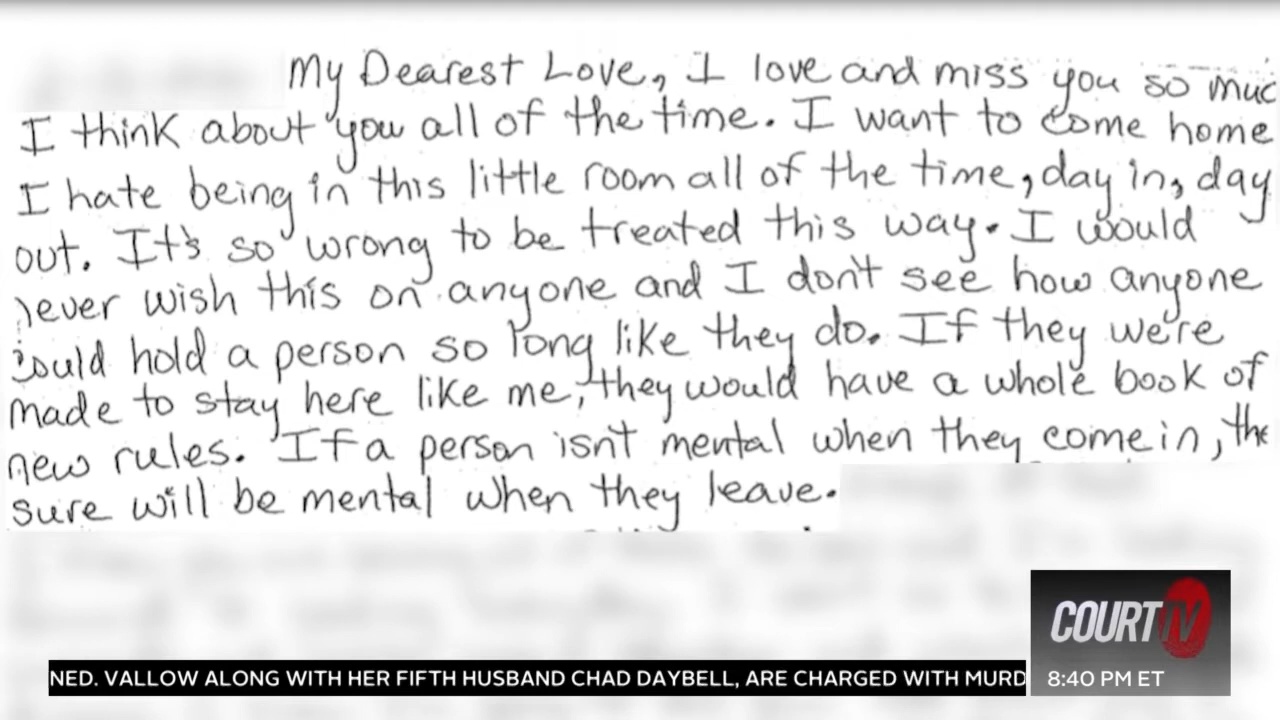 My Dearest Love, I love and miss you so muc
I think about you all of the time. I want to come home
I hate being in this little room all of the time, day in, day
out. It's so wrong to be treated this way. I would
never wish this on anyone and I don't see how anyone
could hold a person so long like they do. If they were
made to stay here like me, they would have a whole book of
new rules. If a person isn't mental when they come in, the
sure will be mental when they leave.
COURT TV
NED. VALLOW ALONG WITH HER FIFTH HUSBAND CHAD DAYBELL, ARE CHARGED WITH MURD
8:40 PM ET